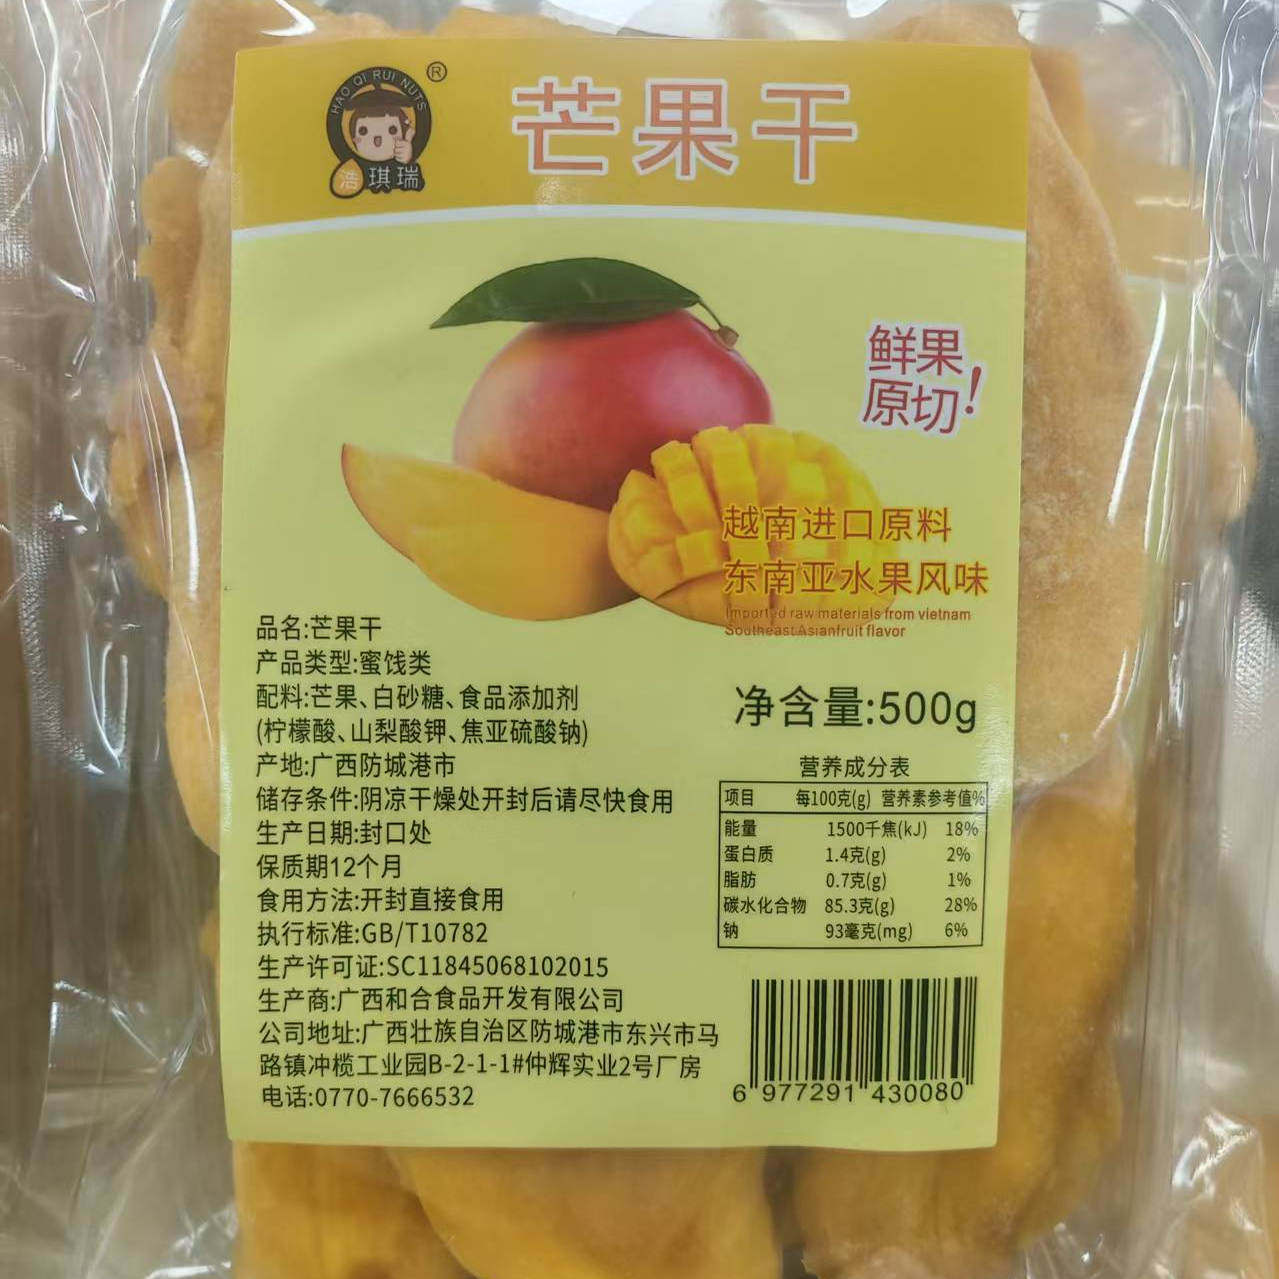 HAO QI RUI NUTS
®
浩琪瑞
芒果干
鲜果
原切!
越南进口原料
东南亚水果风味
Imported raw materials from vietnam
Southeast Asianfruit flavor
品名:芒果干
产品类型:蜜饯类
配料:芒果、白砂糖、食品添加剂
(柠檬酸、山梨酸钾、焦亚硫酸钠)
产地:广西防城港市
储存条件:阴凉干燥处开封后请尽快食用
生产日期:封口处
保质期12个月
食用方法:开封直接食用
执行标准:GB/T10782
生产许可证:SC11845068102015
生产商:广西和合食品开发有限公司
公司地址:广西壮族自治区防城港市东兴市马
路镇冲榄工业园B-2-1-1#仲辉实业2号厂房
电话:0770-7666532
净含量:500g
营养成分表
项目 每100克(g) 营养素参考值%
能量 1500千焦(kJ) 18%
蛋白质 1.4克(g) 2%
脂肪 0.7克(g) 1%
碳水化合物 85.3克(g) 28%
钠 93毫克(mg) 6%
6 977291 430080